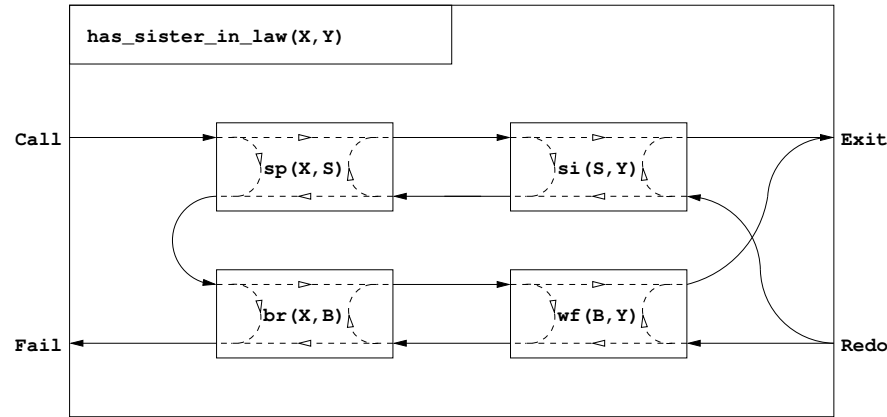 has_sister_in_law(X,Y)
Call
Exit
sp(X,S)
si(S,Y)
br(X,B)
wf(B,Y)
Fail
Redo